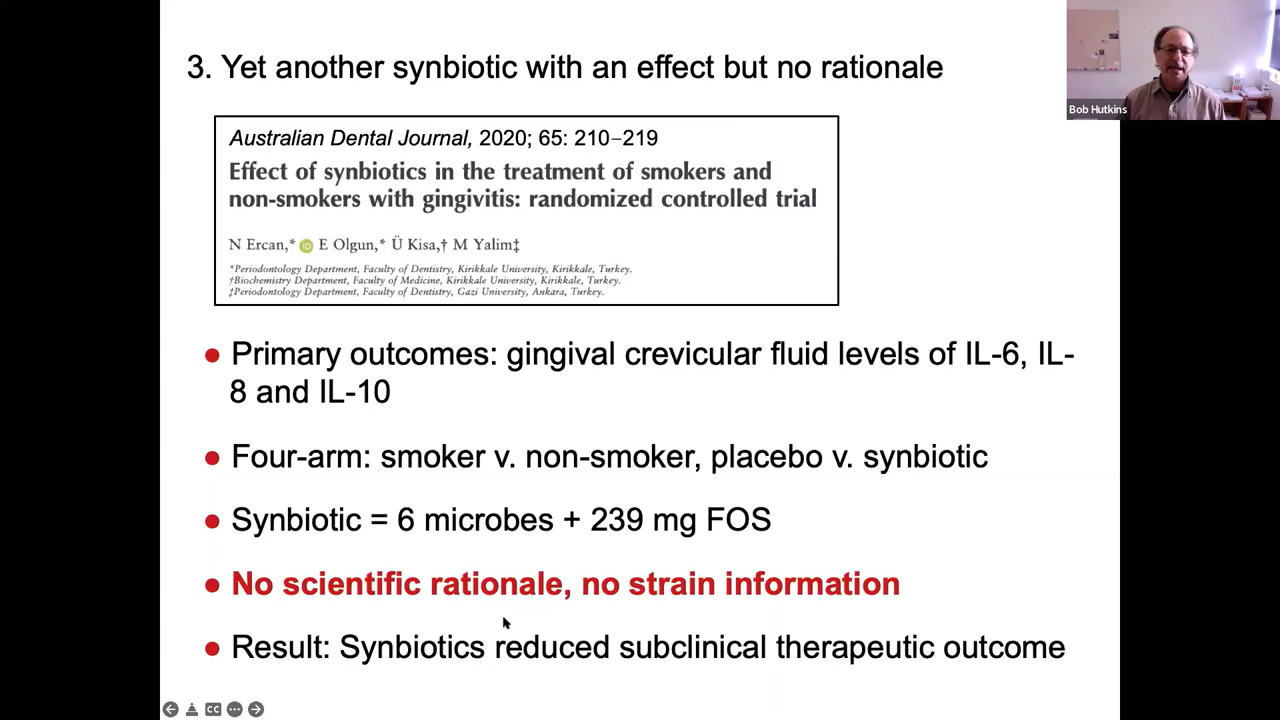 3. Yet another synbiotic with an effect but no rationale
Bob Hutkins
Australian Dental Journal, 2020; 65: 210–219
Effect of synbiotics in the treatment of smokers and
non-smokers with gingivitis: randomized controlled trial
N Ercan,* iD E Olgun,* Ü Kisa,† M Yalim‡
*Periodontology Department, Faculty of Dentistry, Kirikkale University, Kirikkale, Turkey.
†Biochemistry Department, Faculty of Medicine, Kirikkale University, Kirikkale, Turkey.
‡Periodontology Department, Faculty of Dentistry, Gazi University, Ankara, Turkey.
● Primary outcomes: gingival crevicular fluid levels of IL-6, IL-
8 and IL-10
● Four-arm: smoker v. non-smoker, placebo v. synbiotic
● Synbiotic = 6 microbes + 239 mg FOS
● No scientific rationale, no strain information
● Result: Synbiotics reduced subclinical therapeutic outcome
CC